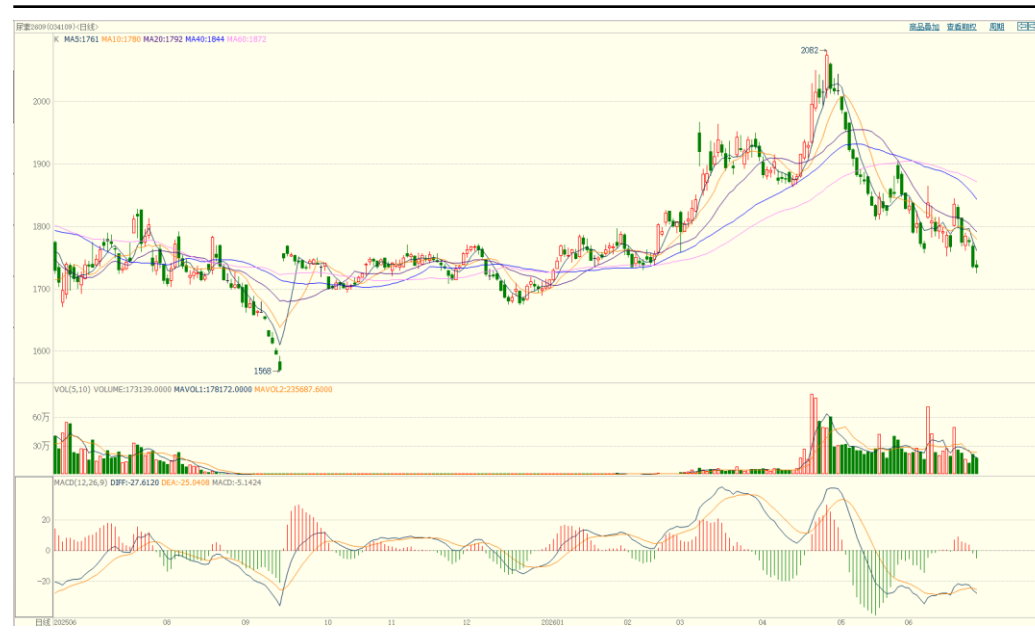 尿素2609(034109)<日线>
商品叠加 查看期权 周期
K MA5:1761 MA10:1780 MA20:1792 MA40:1844 MA60:1872
2082
2000
1900
1800
1700
1600
1568
VOL(5,10) VOLUME:173139.0000 MAVOL1:178172.0000 MAVOL2:235687.6000
60万
30万
MACD(12,26,9) DIFF:-27.6120 DEA:-25.0408 MACD:-5.1424
20
0
-20
日线 202506 08 09 10 11 12 202601 02 03 04 05 06